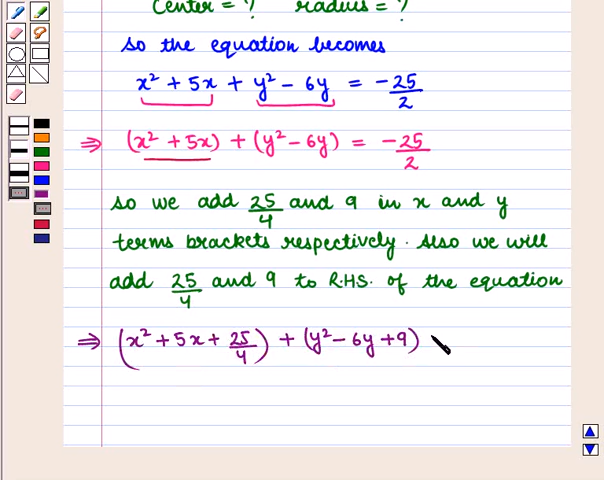 Center = ? radius = ?
so the equation becomes
x² + 5x + y² - 6y = -25/2
⇒ (x² + 5x) + (y² - 6y) = -25/2
so we add 25/4 and 9 in x and y
terms brackets respectively. Also we will
add 25/4 and 9 to R.H.S. of the equation
⇒ (x² + 5x + 25/4) + (y² - 6y + 9)